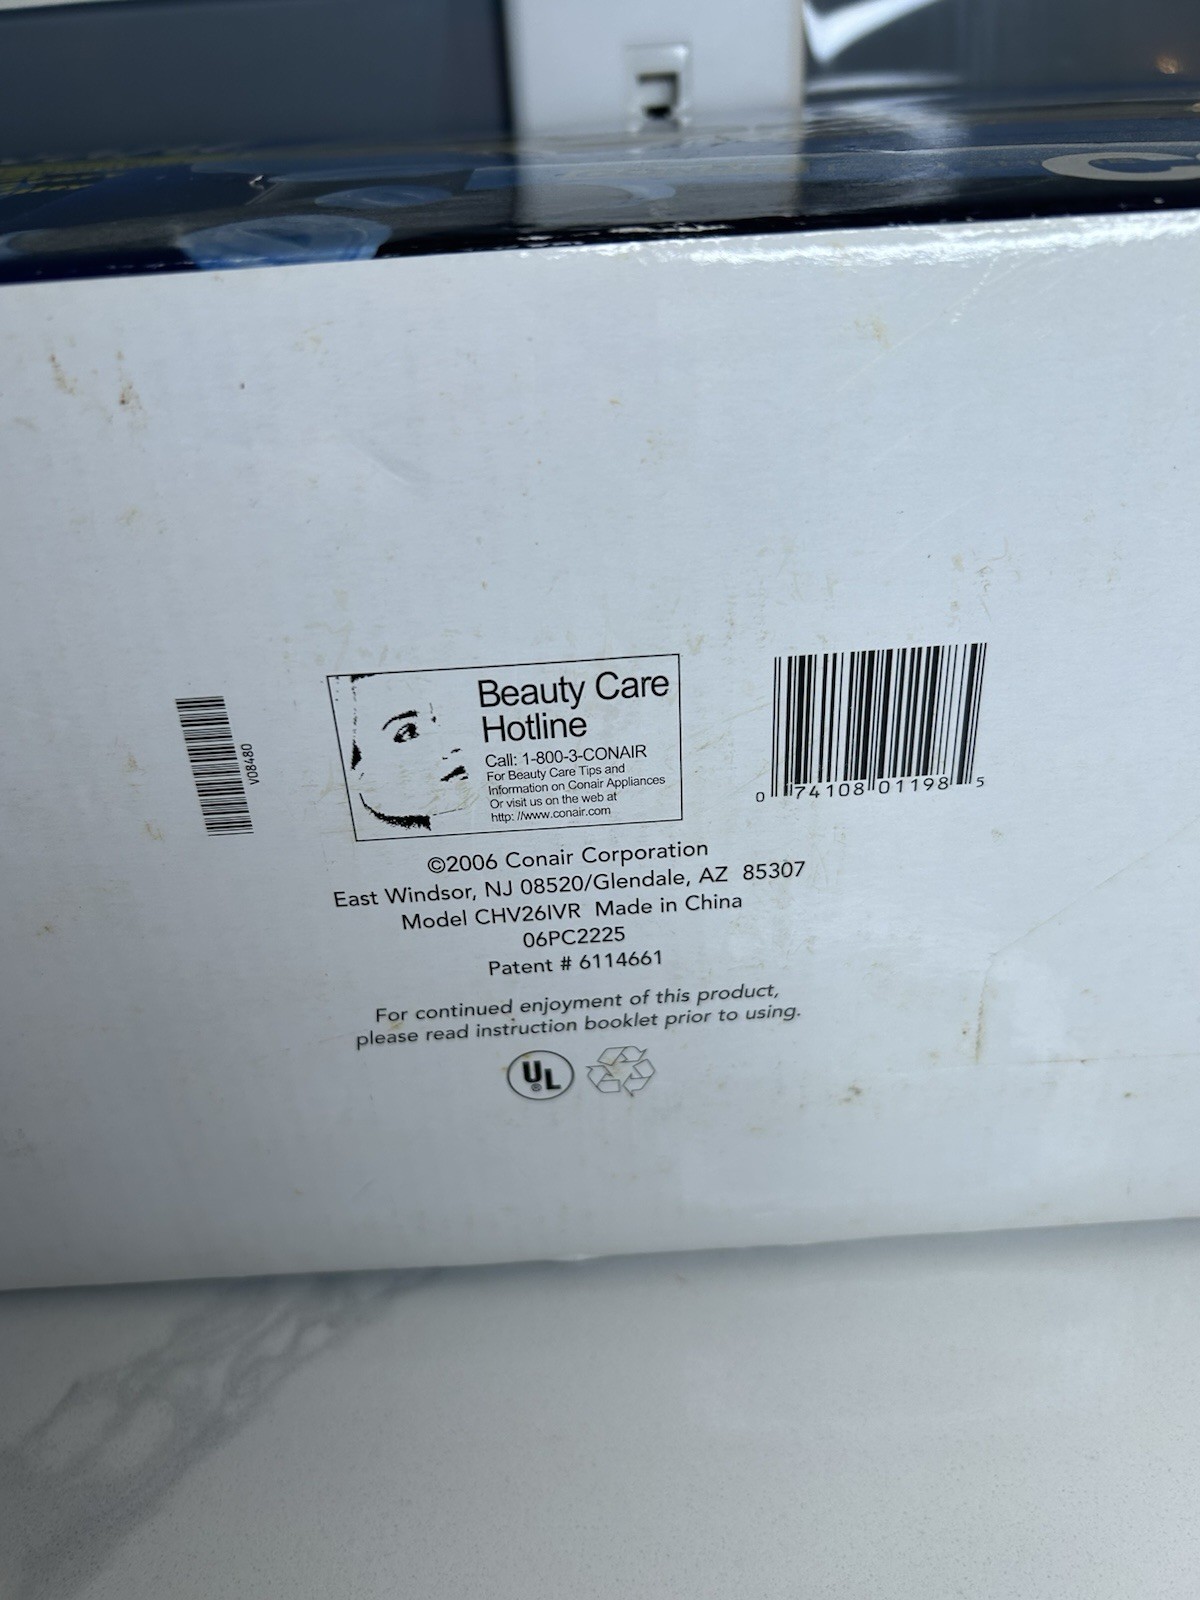 V08480
Beauty Care
Hotline
Call: 1-800-3-CONAIR
For Beauty Care Tips and
Information on Conair Appliances
Or visit us on the web at
http: //www.conair.com
0 74108 01198 5
©2006 Conair Corporation
East Windsor, NJ 08520/Glendale, AZ 85307
Model CHV26IVR Made in China
06PC2225
Patent # 6114661
For continued enjoyment of this product,
please read instruction booklet prior to using.
UL